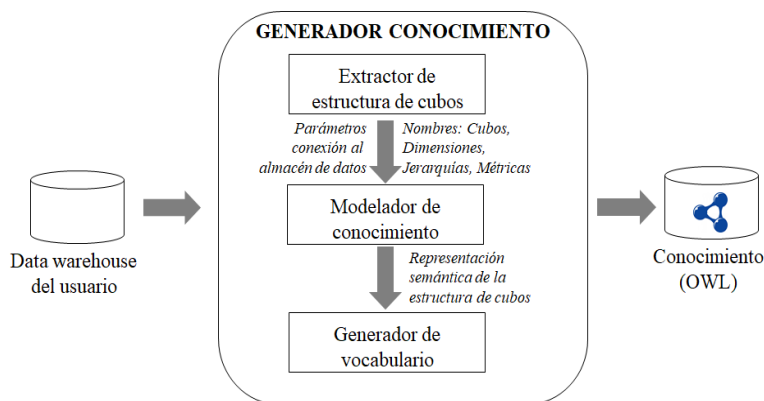 GENERADOR CONOCIMIENTO
Extractor de
estructura de cubos
Parámetros
conexión al
almacén de datos
Nombres: Cubos,
Dimensiones,
Jerarquías, Métricas
Data warehouse
del usuario
Modelador de
conocimiento
Representación
semántica de la
estructura de cubos
Generador de
vocabulario
Conocimiento
(OWL)